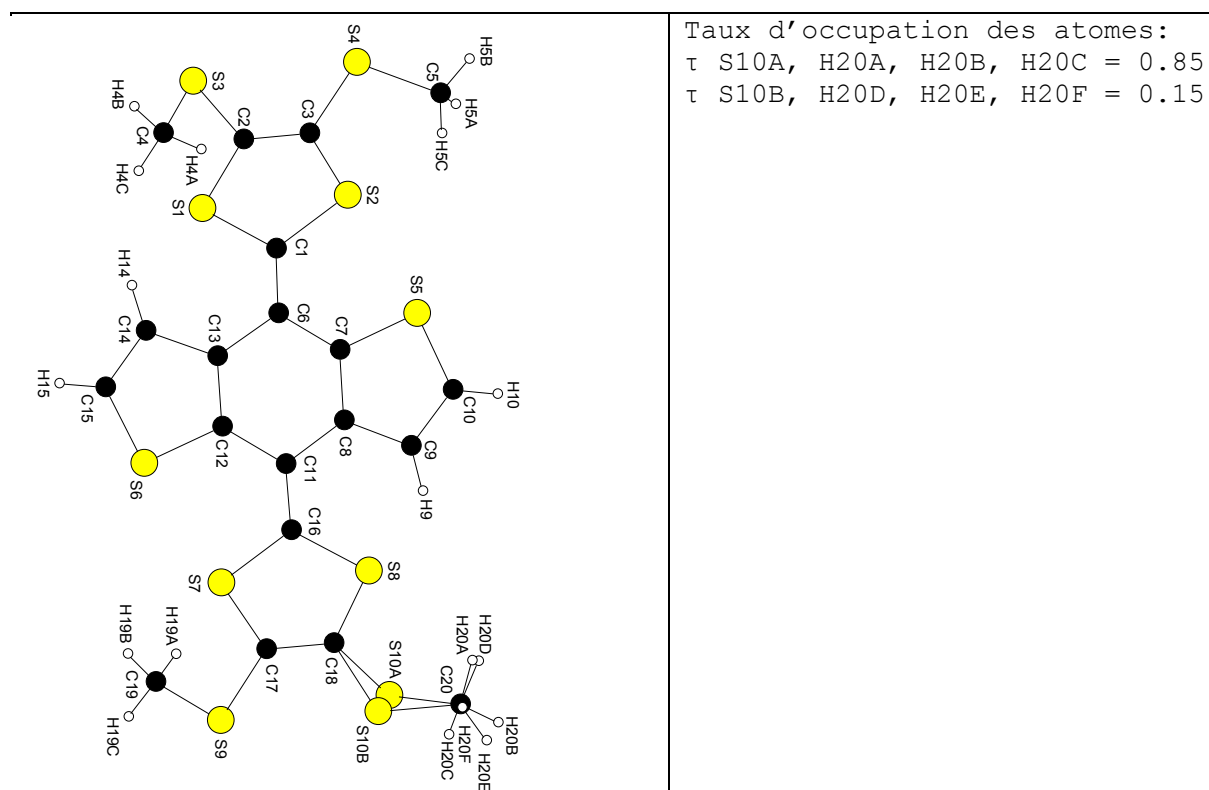 Taux d'occupation des atomes:
τ S10A, H20A, H20B, H20C = 0.85
τ S10B, H20D, H20E, H20F = 0.15
S4
H5B
C5
H5A
H5C
S3
H4B
C4
H4A
H4C
C2
C3
S1
S2
C1
H14
S5
C14
C13
C6
C7
H15
C15
C10
H10
C12
C8
C9
S6
C11
H9
C16
S7
S8
H19B
H19A
C19
H19C
C17
C18
S9
S10A
S10B
H20D
H20A
C20
H20B
H20F
H20C
H20E